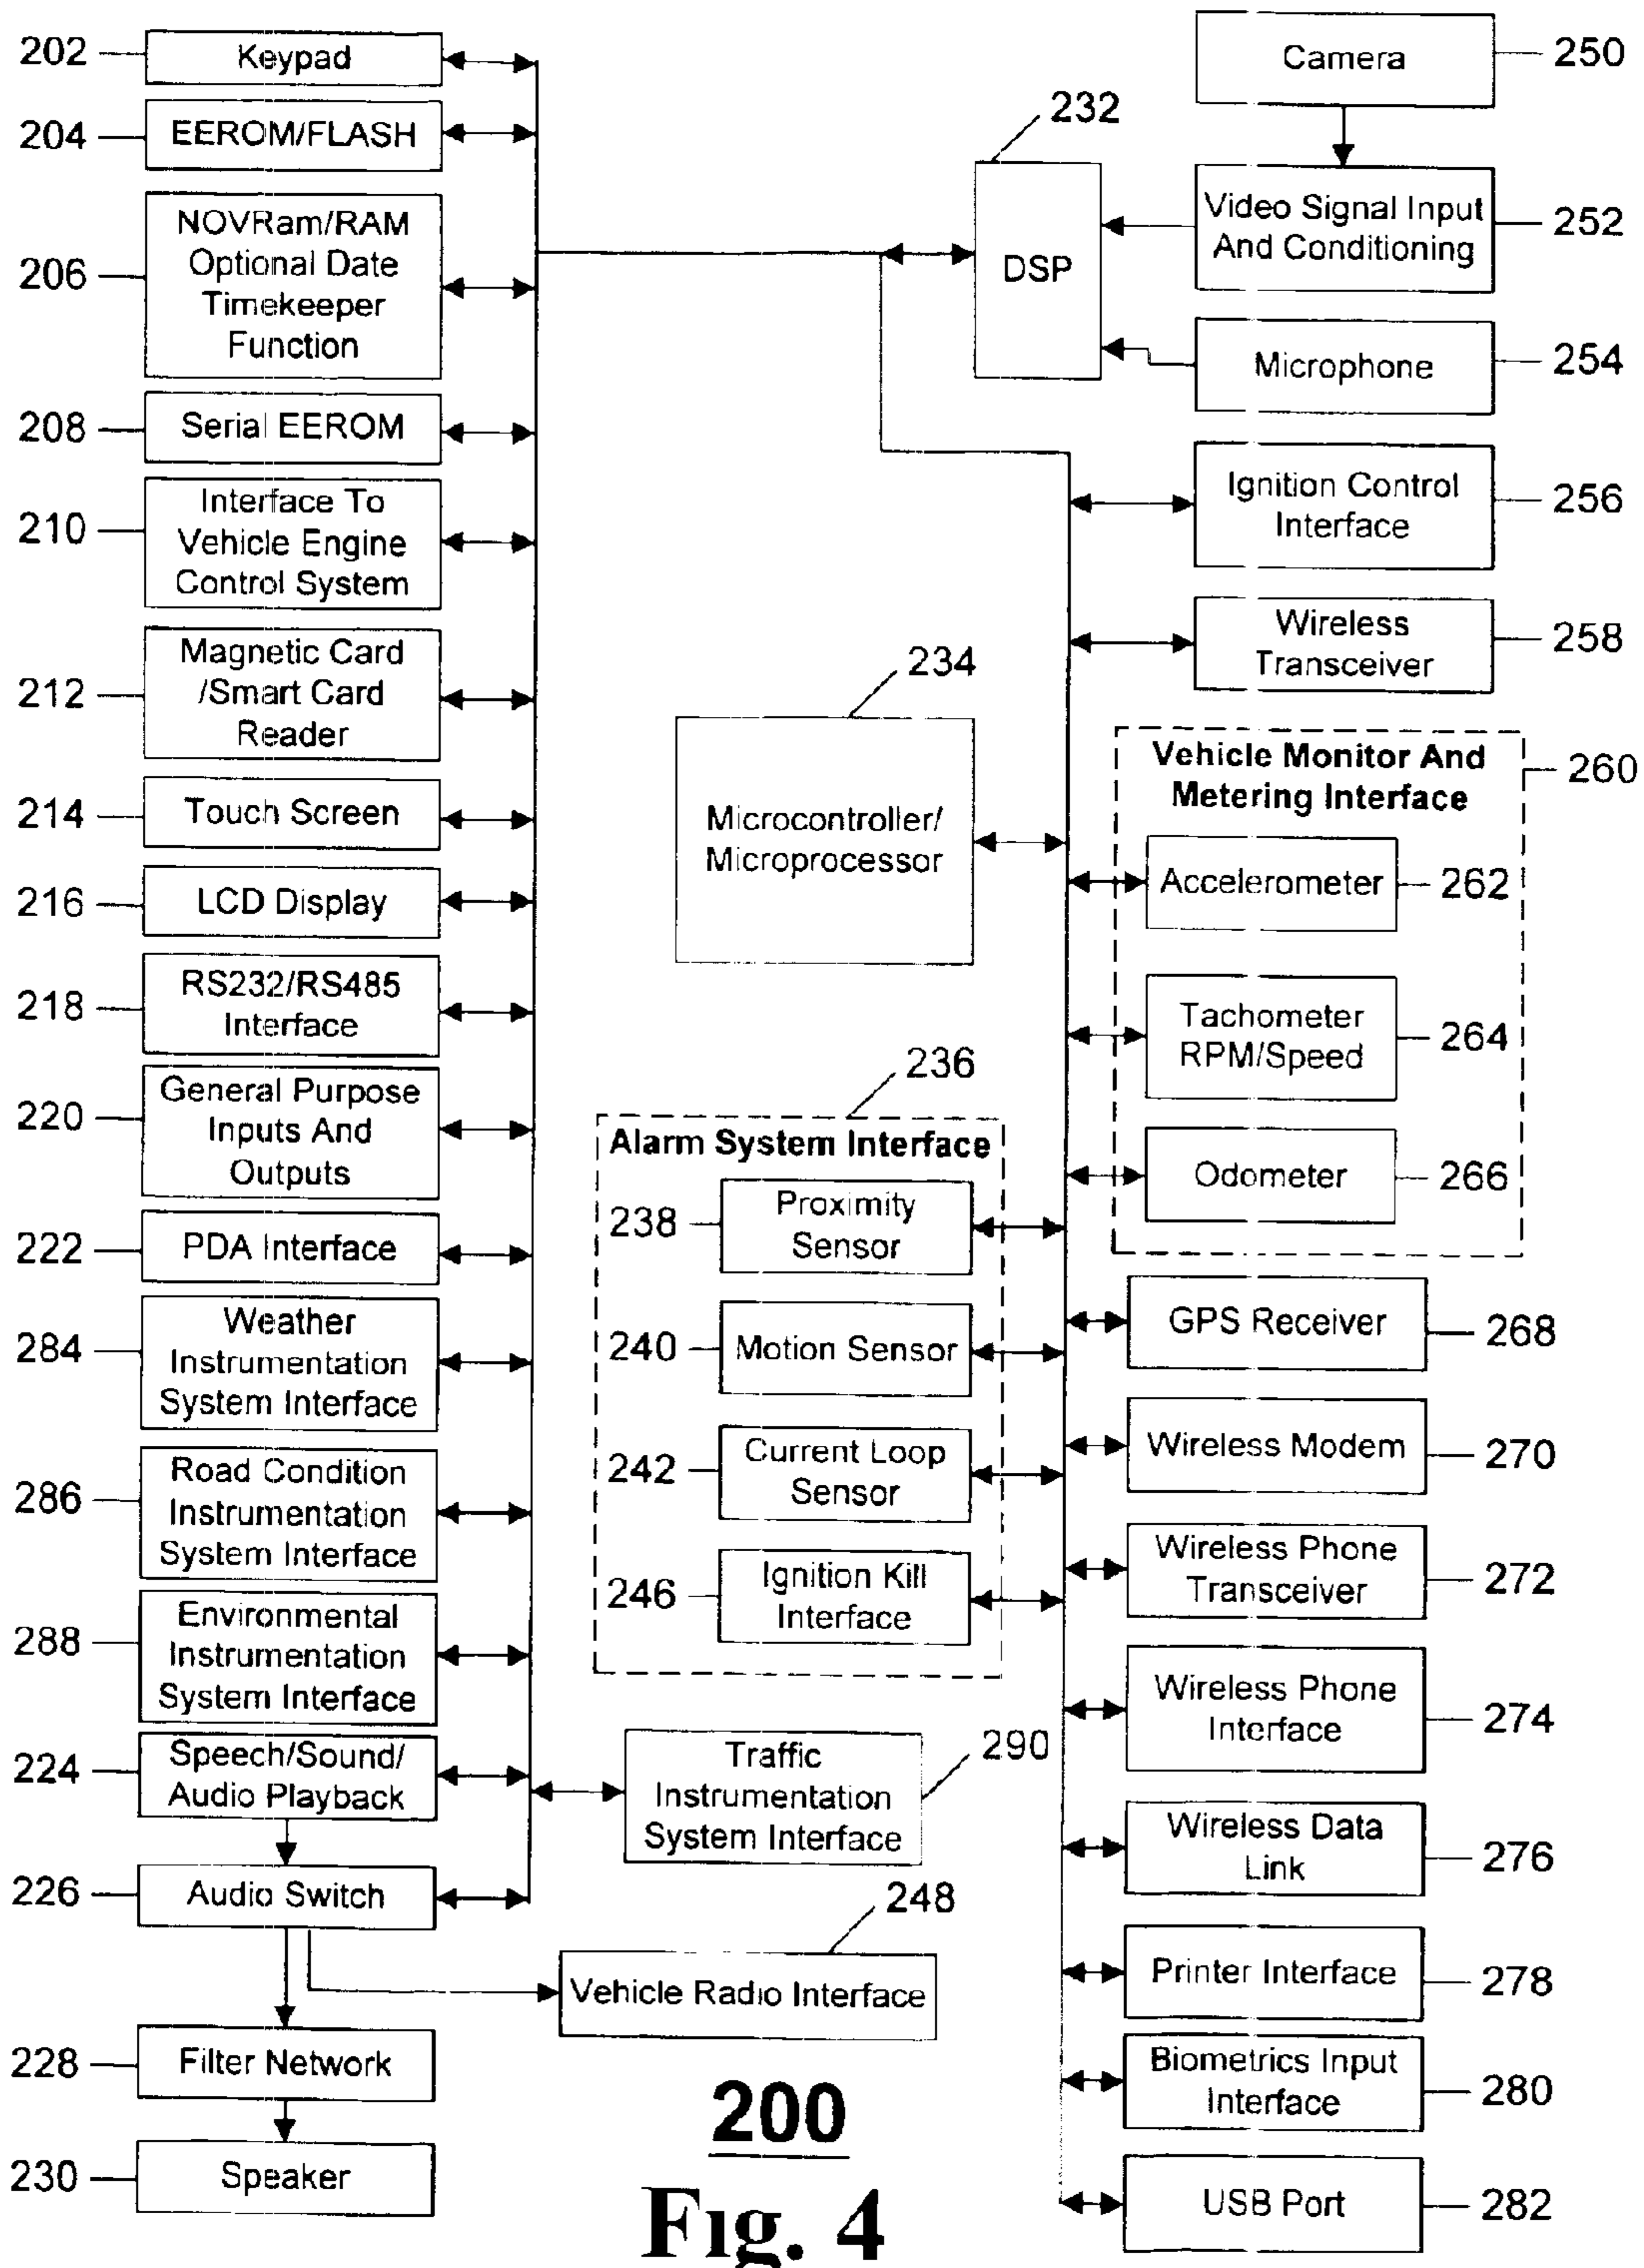 202
Keypad
204
EEROM/FLASH
206
NOVRam/RAM
Optional Date
Timekeeper
Function
208
Serial EEROM
210
Interface To
Vehicle Engine
Control System
212
Magnetic Card
/Smart Card
Reader
214
Touch Screen
216
LCD Display
218
RS232/RS485
Interface
220
General Purpose
Inputs And
Outputs
222
PDA Interface
284
Weather
Instrumentation
System Interface
286
Road Condition
Instrumentation
System Interface
288
Environmental
Instrumentation
System Interface
224
Speech/Sound/
Audio Playback
226
Audio Switch
228
Filter Network
230
Speaker
232
DSP
234
Microcontroller/
Microprocessor
236
Alarm System Interface
238
Proximity
Sensor
240
Motion Sensor
242
Current Loop
Sensor
246
Ignition Kill
Interface
Traffic
Instrumentation
System Interface
290
248
Vehicle Radio Interface
Camera
250
Video Signal Input
And Conditioning
252
Microphone
254
Ignition Control
Interface
256
Wireless
Transceiver
258
Vehicle Monitor And
Metering Interface
260
Accelerometer
262
Tachometer
RPM/Speed
264
Odometer
266
GPS Receiver
268
Wireless Modem
270
Wireless Phone
Transceiver
272
Wireless Phone
Interface
274
Wireless Data
Link
276
Printer Interface
278
Biometrics Input
Interface
280
USB Port
282
200
Fig. 4